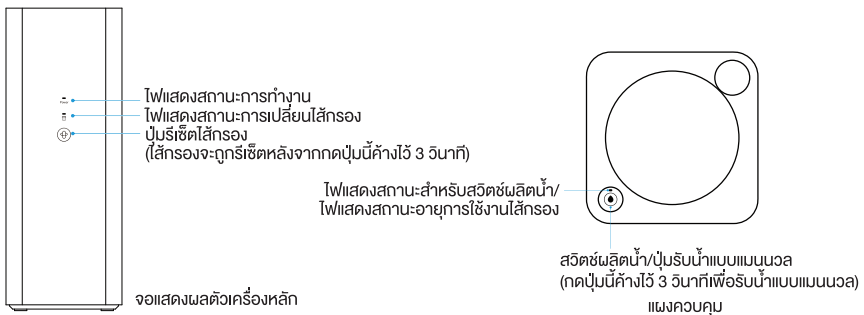 Power
ไฟแสดงสถานะการทำงาน
ไฟแสดงสถานะการเปลี่ยนไส้กรอง
ปุ่มรีเซ็ตไส้กรอง
(ไส้กรองจะถูกรีเซ็ตหลังจากกดปุ่มนี้ค้างไว้ 3 วินาที)
จอแสดงผลตัวเครื่องหลัก
ไฟแสดงสถานะสำหรับสวิตช์ผลิตน้ำ/
ไฟแสดงสถานะอายุการใช้งานไส้กรอง
สวิตช์ผลิตน้ำ/ปุ่มรับน้ำแบบแมนนวล
(กดปุ่มนี้ค้างไว้ 3 วินาทีเพื่อรับน้ำแบบแมนนวล)
แผงควบคุม